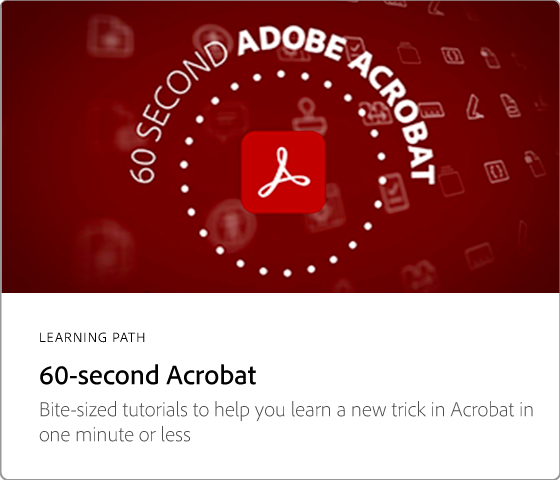 60 SECOND ADOBE ACROBAT
LEARNING PATH
60-second Acrobat
Bite-sized tutorials to help you learn a new trick in Acrobat in
one minute or less